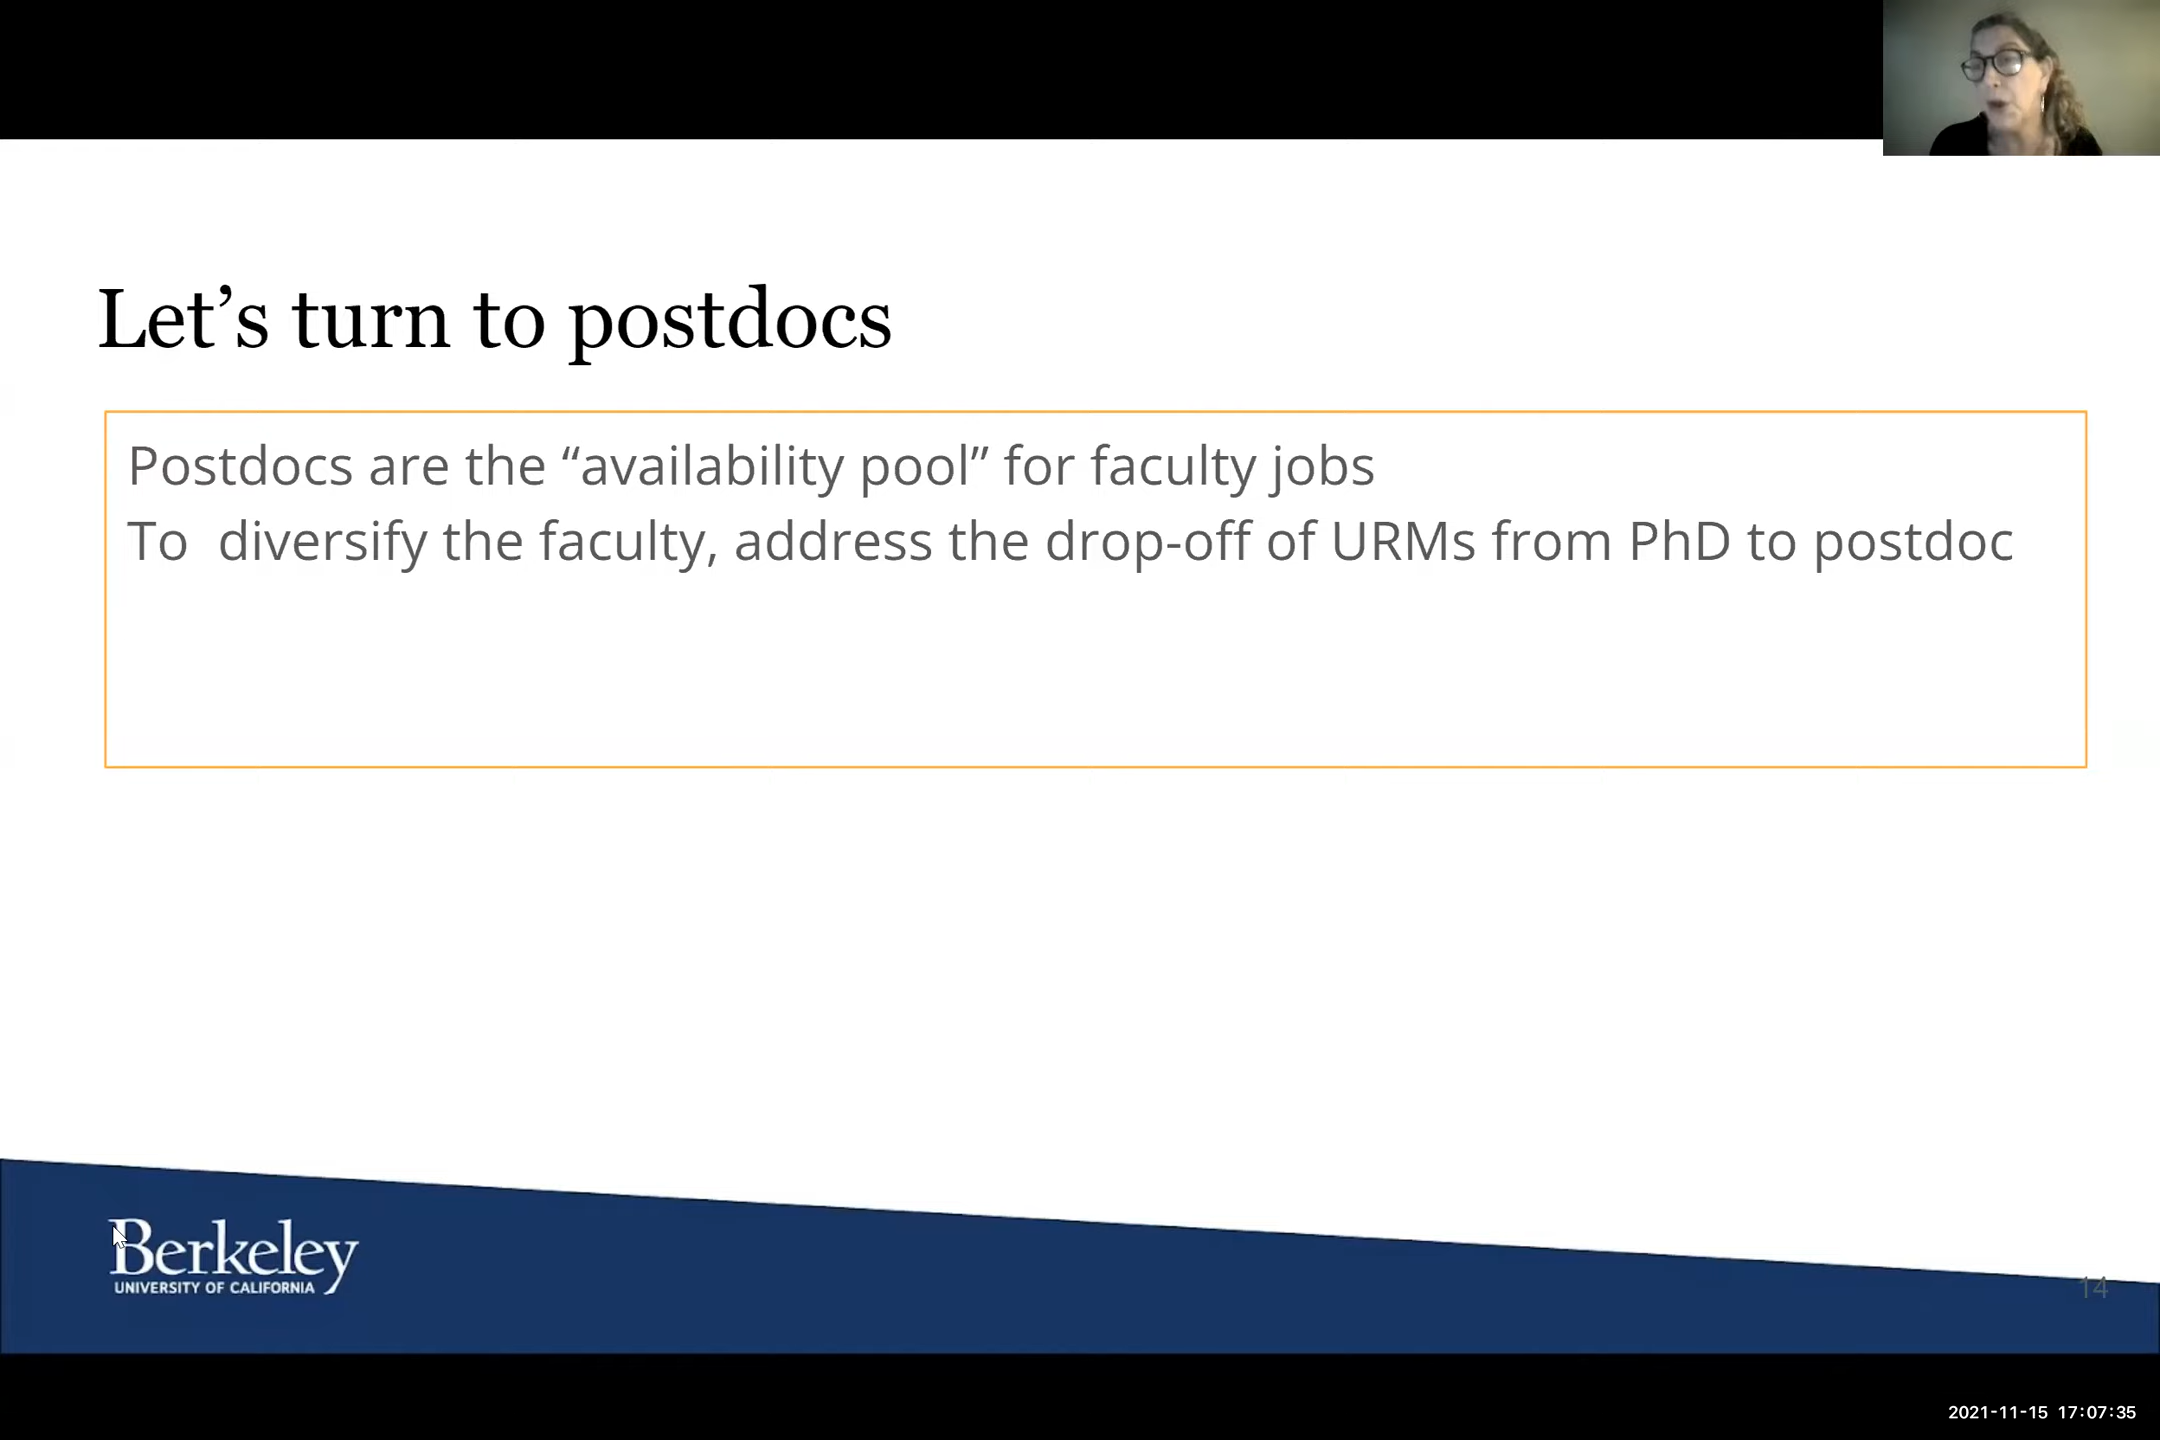 Let’s turn to postdocs
Postdocs are the “availability pool” for faculty jobs
To  diversify the faculty, address the drop-off of URMs from PhD to postdoc
Berkeley
UNIVERSITY OF CALIFORNIA
14
2021-11-15 17:07:35